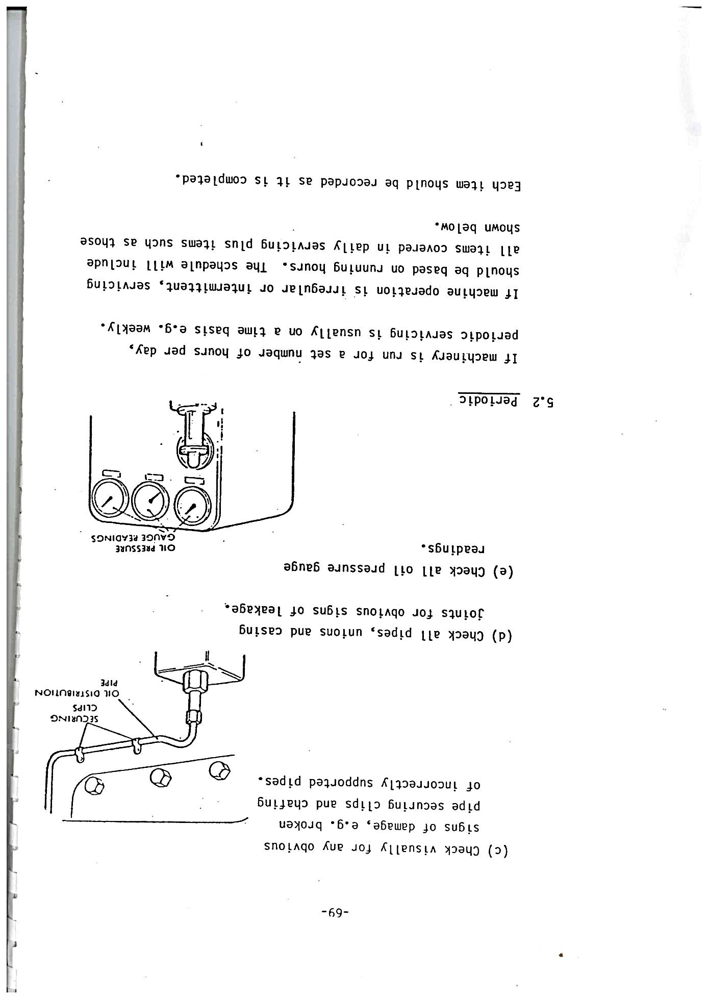 -69-
(c) Check visually for any obvious
signs of damage, e.g. broken
pipe securing clips and chafing
of incorrectly supported pipes.
SECURING
CLIPS
OIL DISTRIBUTION
PIPE
(d) Check all pipes, unions and casing
joints for obvious signs of leakage.
(e) Check all oil pressure gauge
readings.
OIL PRESSURE
GAUGE READINGS
5.2 Periodic
If machinery is run for a set number of hours per day,
periodic servicing is usually on a time basis e.g. weekly.
If machine operation is irregular or intermittent, servicing
should be based on running hours. The schedule will include
all items covered in daily servicing plus items such as those
shown below.
Each item should be recorded as it is completed.